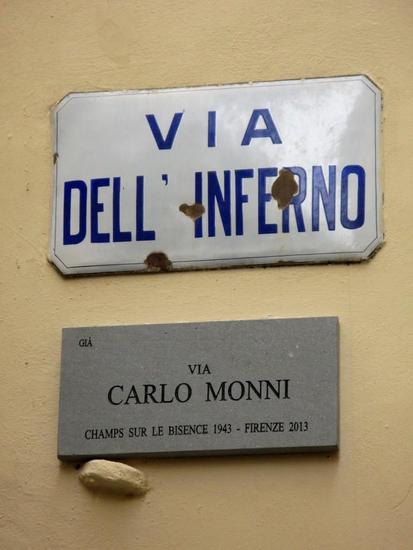 VIA
DELL' INFERNO
GIÀ
VIA
CARLO MONNI
CHAMPS SUR LE BISENCE 1943 - FIRENZE 2013